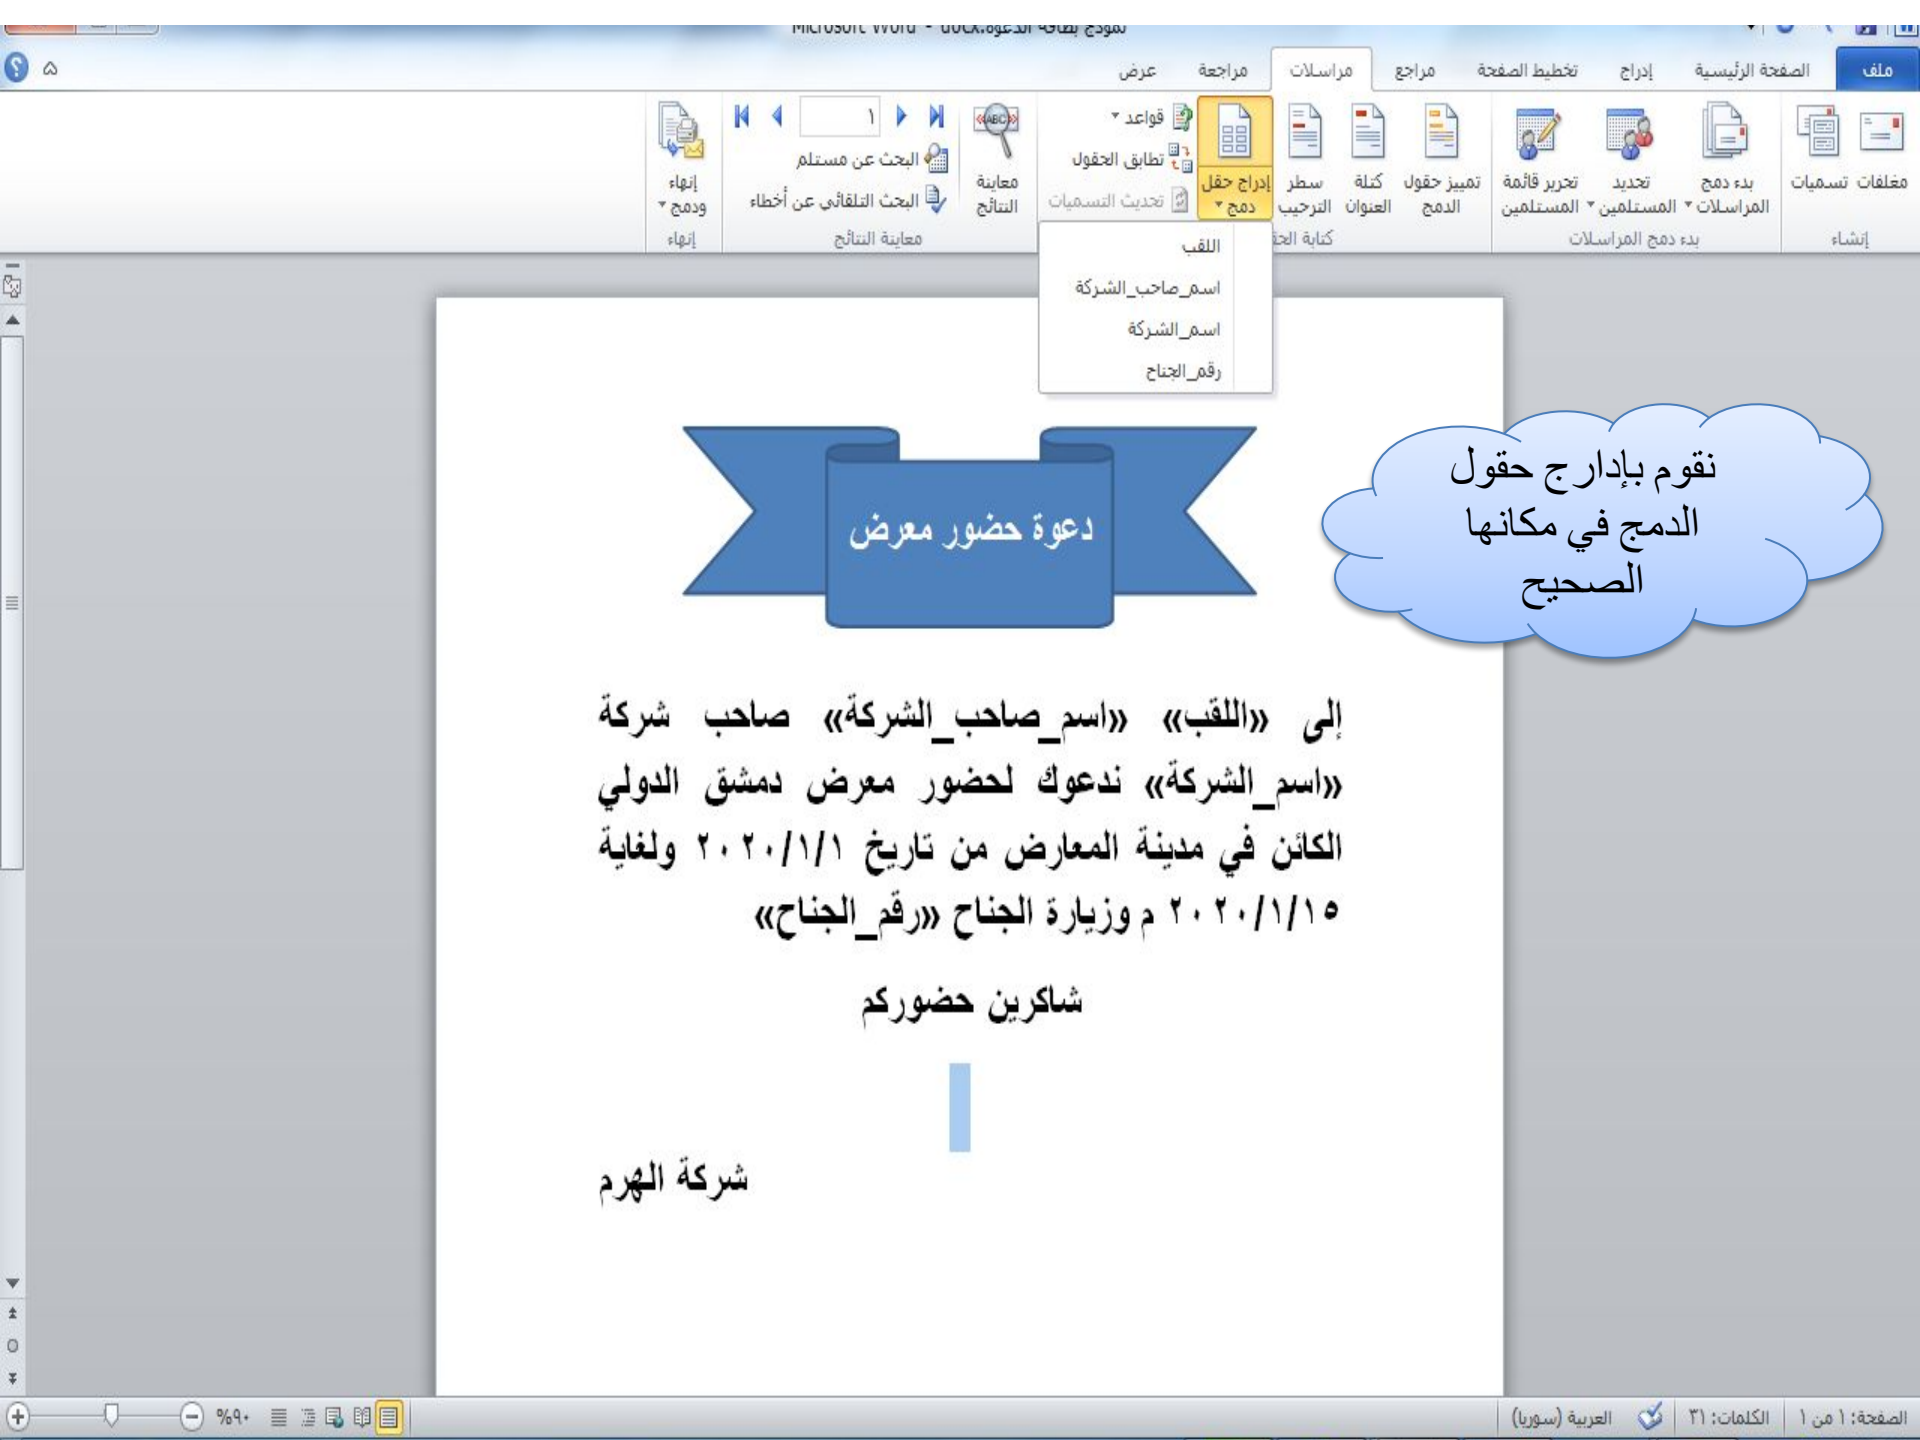 نموذج بطاقة الدعوة.docx - Microsoft Word
ملف الصفحة الرئيسية إدراج تخطيط الصفحة مراجع مراسلات مراجعة عرض
مغلفات تسميات
إنشاء
بدء دمج المراسلات
تحديد المستلمين
تحرير قائمة المستلمين
بدء دمج المراسلات
تمييز حقول الدمج
كتلة العنوان
سطر الترحيب
إدراج حقل دمج
قواعد
تطابق الحقول
تحديث التسميات
كتابة
معاينة النتائج
١
البحث عن مستلم
البحث التلقائي عن أخطاء
معاينة النتائج
إنهاء ودمج
إنهاء
اللقب
اسم_صاحب_الشركة
اسم_الشركة
رقم_الجناح
نقوم بإدارج حقول
الدمج في مكانها
الصحيح
دعوة حضور معرض
إلى «اللقب» «اسم_صاحب_الشركة» صاحب شركة
«اسم_الشركة» ندعوك لحضور معرض دمشق الدولي
الكائن في مدينة المعارض من تاريخ ٢٠٢٠/١/١ ولغاية
٢٠٢٠/١/١٥ م وزيارة الجناح «رقم_الجناح»
شاكرين حضوركم
شركة الهرم
الصفحة: ١ من ١ الكلمات: ٣١ العربية (سوريا) ٩٠%